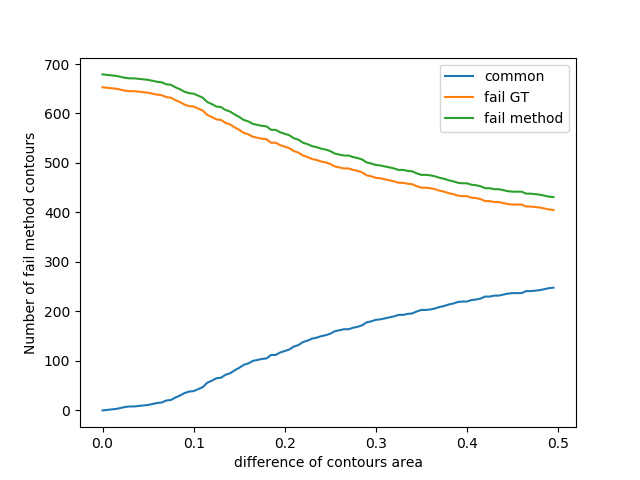 common
fail GT
fail method
700
600
500
400
300
200
100
0
Number of fail method contours
0.0 0.1 0.2 0.3 0.4 0.5
difference of contours area